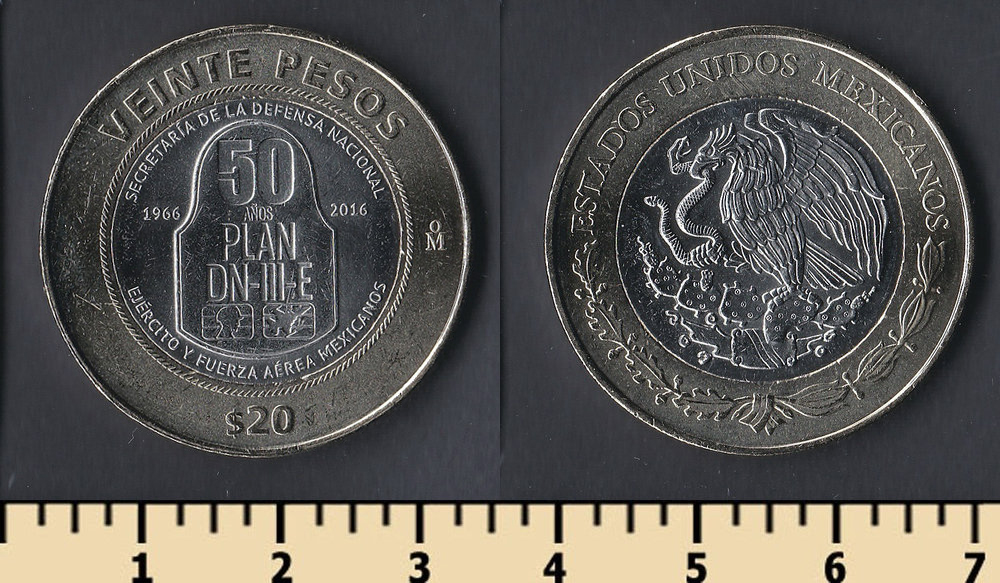 VEINTE PESOS
SECRETARÍA DE LA DEFENSA NACIONAL
50
AÑOS
1966 2016
PLAN
DN-III-E
EJÉRCITO Y FUERZA AÉREA MEXICANOS
$20
Mo
ESTADOS UNIDOS MEXICANOS
1 2 3 4 5 6 7